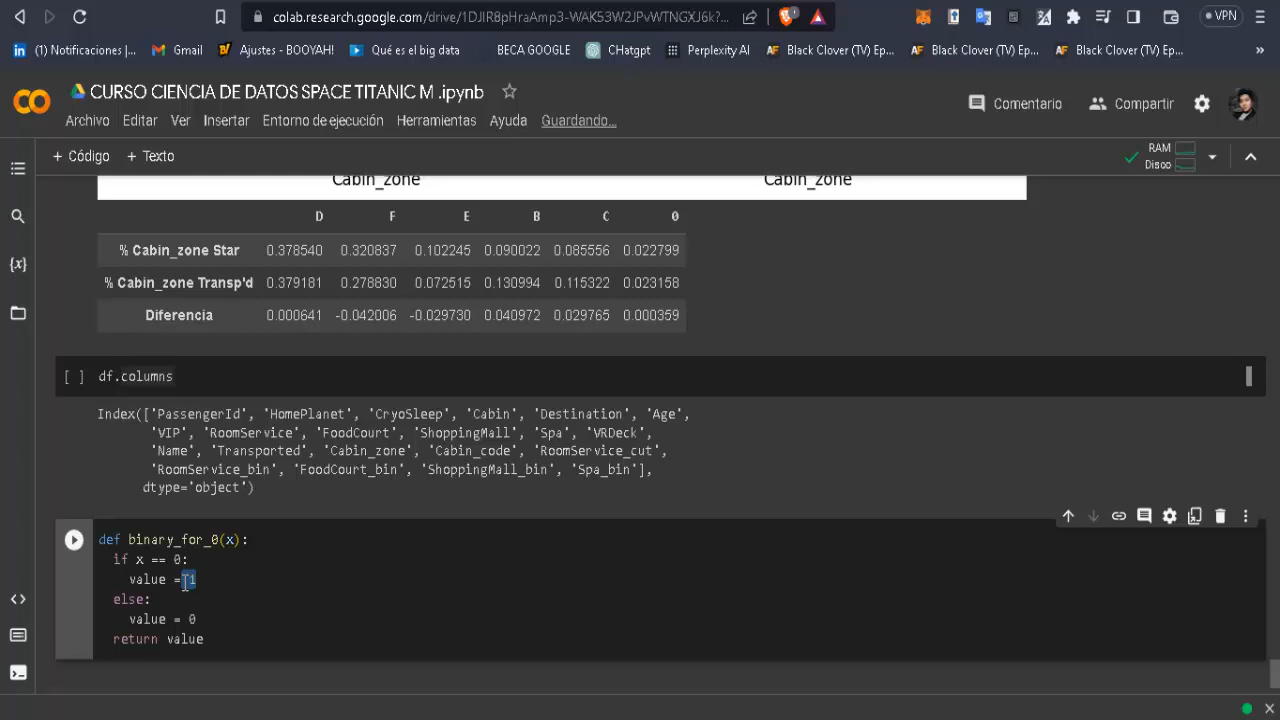 colab.research.google.com/drive/1DJIR8pHraAmp3-WAK53W2JPvWTNGXJ6k?...
VPN
(1) Notificaciones |...
Gmail
Ajustes - BOOYAH!
Qué es el big data
BECA GOOGLE
CHatgpt
Perplexity AI
Black Clover (TV) Ep...
Black Clover (TV) Ep...
Black Clover (TV) Ep...
»
CURSO CIENCIA DE DATOS SPACE TITANIC M .ipynb
Comentario
Compartir
Archivo Editar Ver Insertar Entorno de ejecución Herramientas Ayuda Guardando...
+ Código + Texto
RAM
Disco
Cabin_zone Cabin_zone
D F E B C 0
% Cabin_zone Star 0.378540 0.320837 0.102245 0.090022 0.085556 0.022799
% Cabin_zone Transp'd 0.379181 0.278830 0.072515 0.130994 0.115322 0.023158
Diferencia 0.000641 -0.042006 -0.029730 0.040972 0.029765 0.000359
[ ] df.columns
Index(['PassengerId', 'HomePlanet', 'CryoSleep', 'Cabin', 'Destination', 'Age',
'VIP', 'RoomService', 'FoodCourt', 'ShoppingMall', 'Spa', 'VRDeck',
'Name', 'Transported', 'Cabin_zone', 'Cabin_code', 'RoomService_cut',
'RoomService_bin', 'FoodCourt_bin', 'ShoppingMall_bin', 'Spa_bin'],
dtype='object')
def binary_for_0(x):
if x == 0:
value = 1
else:
value = 0
return value